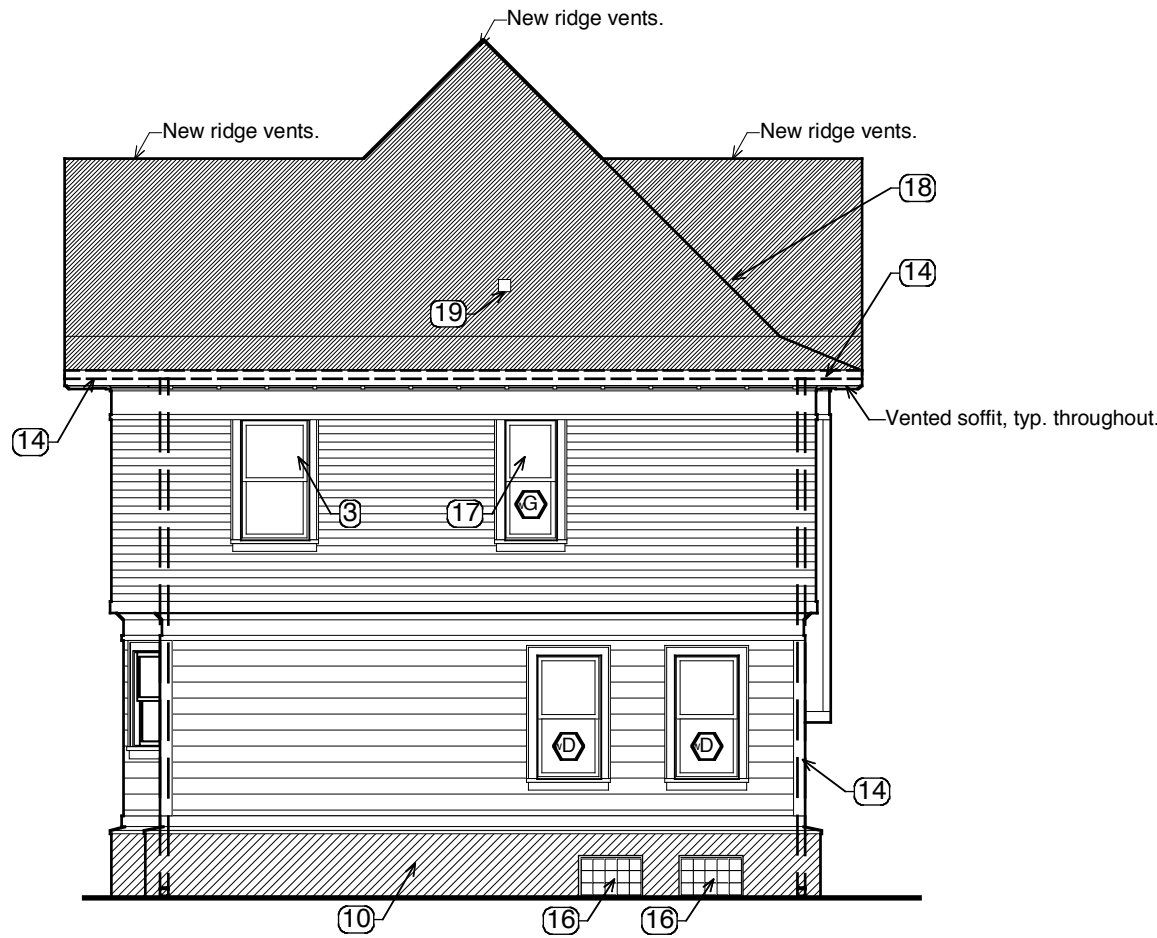 New ridge vents.
New ridge vents.
New ridge vents.
18
14
19
14
Vented soffit, typ. throughout.
3
17
G
D
D
14
10
16
16